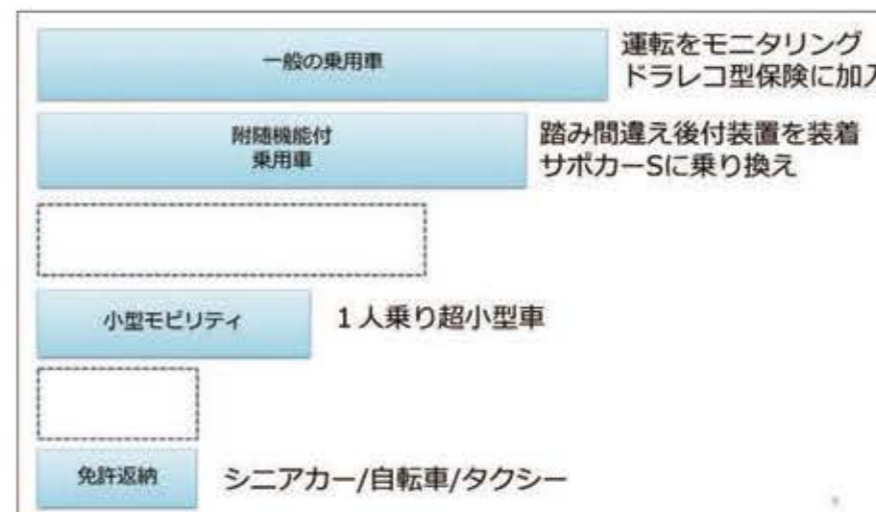 一般の乗用車
運転をモニタリング
ドラレコ型保険に加入
附随機能付
乗用車
踏み間違え後付装置を装着
サポカーSに乗り換え
小型モビリティ
1人乗り超小型車
免許返納
シニアカー/自転車/タクシー